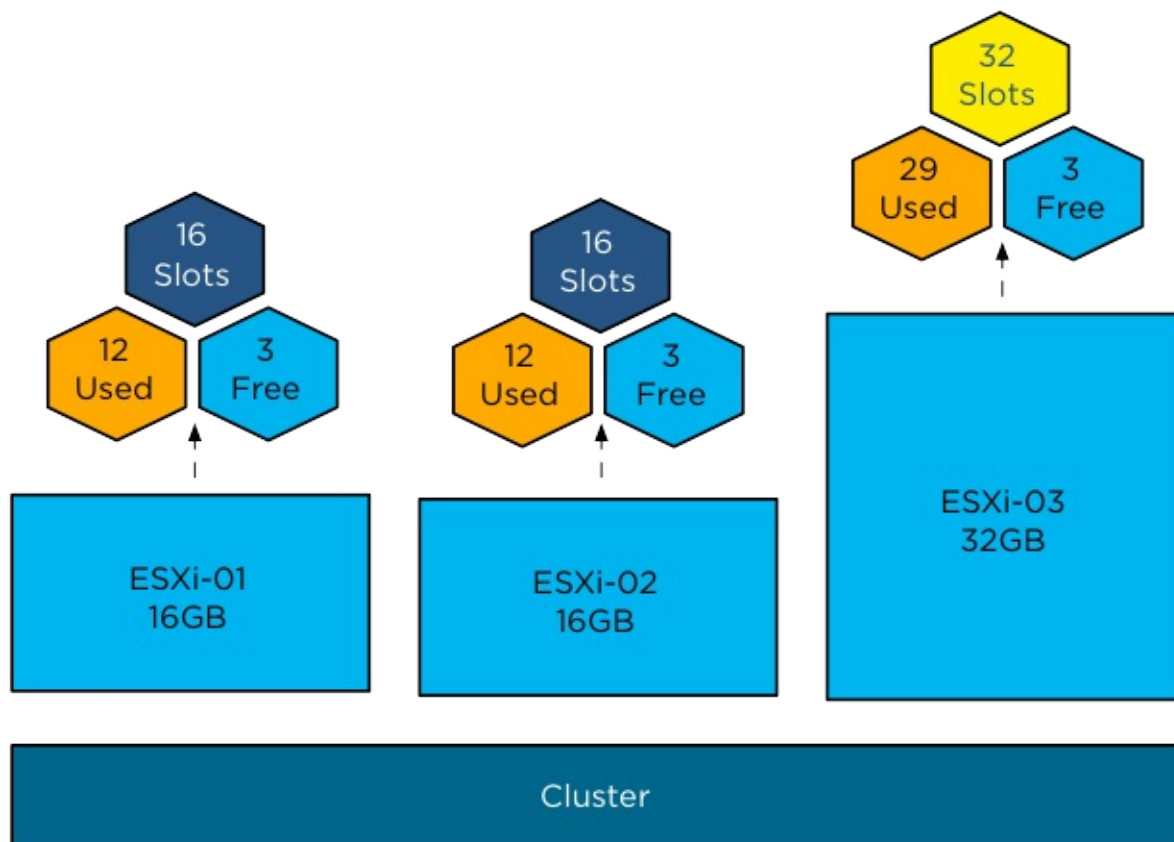 32
Slots
29
Used
3
Free
16
Slots
12
Used
3
Free
16
Slots
12
Used
3
Free
ESXi-01
16GB
ESXi-02
16GB
ESXi-03
32GB
Cluster